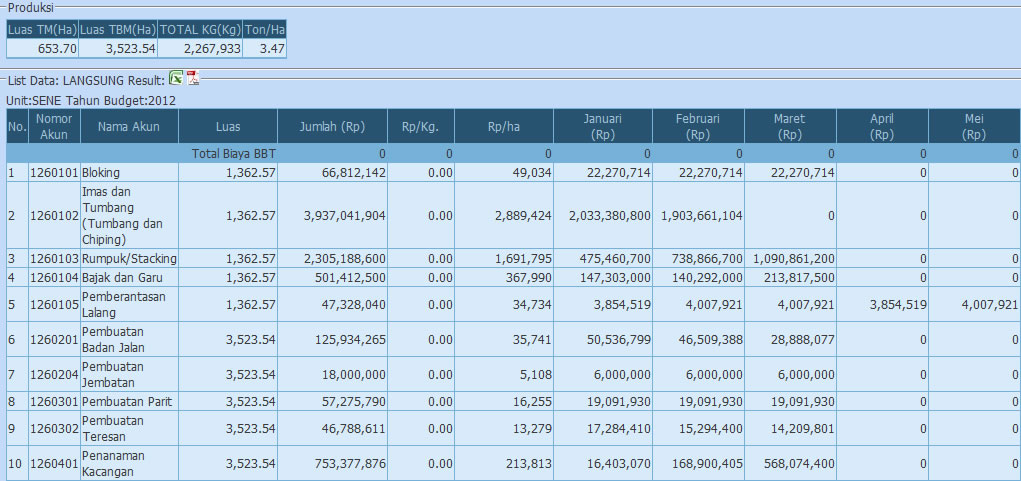 Produksi
Luas TM(Ha) Luas TBM(Ha) TOTAL KG(Kg) Ton/Ha
653.70 3,523.54 2,267,933 3.47
List Data: LANGSUNG Result:
Unit:SENE Tahun Budget:2012
No. Nomor Akun Nama Akun Luas Jumlah (Rp) Rp/Kg. Rp/ha Januari (Rp) Februari (Rp) Maret (Rp) April (Rp) Mei (Rp)
Total Biaya BBT 0 0 0 0 0 0 0 0
1 1260101 Bloking 1,362.57 66,812,142 0.00 49,034 22,270,714 22,270,714 22,270,714 0 0
2 1260102 Imas dan Tumbang (Tumbang dan Chiping) 1,362.57 3,937,041,904 0.00 2,889,424 2,033,380,800 1,903,661,104 0 0 0
3 1260103 Rumpuk/Stacking 1,362.57 2,305,188,600 0.00 1,691,795 475,460,700 738,866,700 1,090,861,200 0 0
4 1260104 Bajak dan Garu 1,362.57 501,412,500 0.00 367,990 147,303,000 140,292,000 213,817,500 0 0
5 1260105 Pemberantasan Lalang 1,362.57 47,328,040 0.00 34,734 3,854,519 4,007,921 4,007,921 3,854,519 4,007,921
6 1260201 Pembuatan Badan Jalan 3,523.54 125,934,265 0.00 35,741 50,536,799 46,509,388 28,888,077 0 0
7 1260204 Pembuatan Jembatan 3,523.54 18,000,000 0.00 5,108 6,000,000 6,000,000 6,000,000 0 0
8 1260301 Pembuatan Parit 3,523.54 57,275,790 0.00 16,255 19,091,930 19,091,930 19,091,930 0 0
9 1260302 Pembuatan Teresan 3,523.54 46,788,611 0.00 13,279 17,284,410 15,294,400 14,209,801 0 0
10 1260401 Penanaman Kacangan 3,523.54 753,377,876 0.00 213,813 16,403,070 168,900,405 568,074,400 0 0